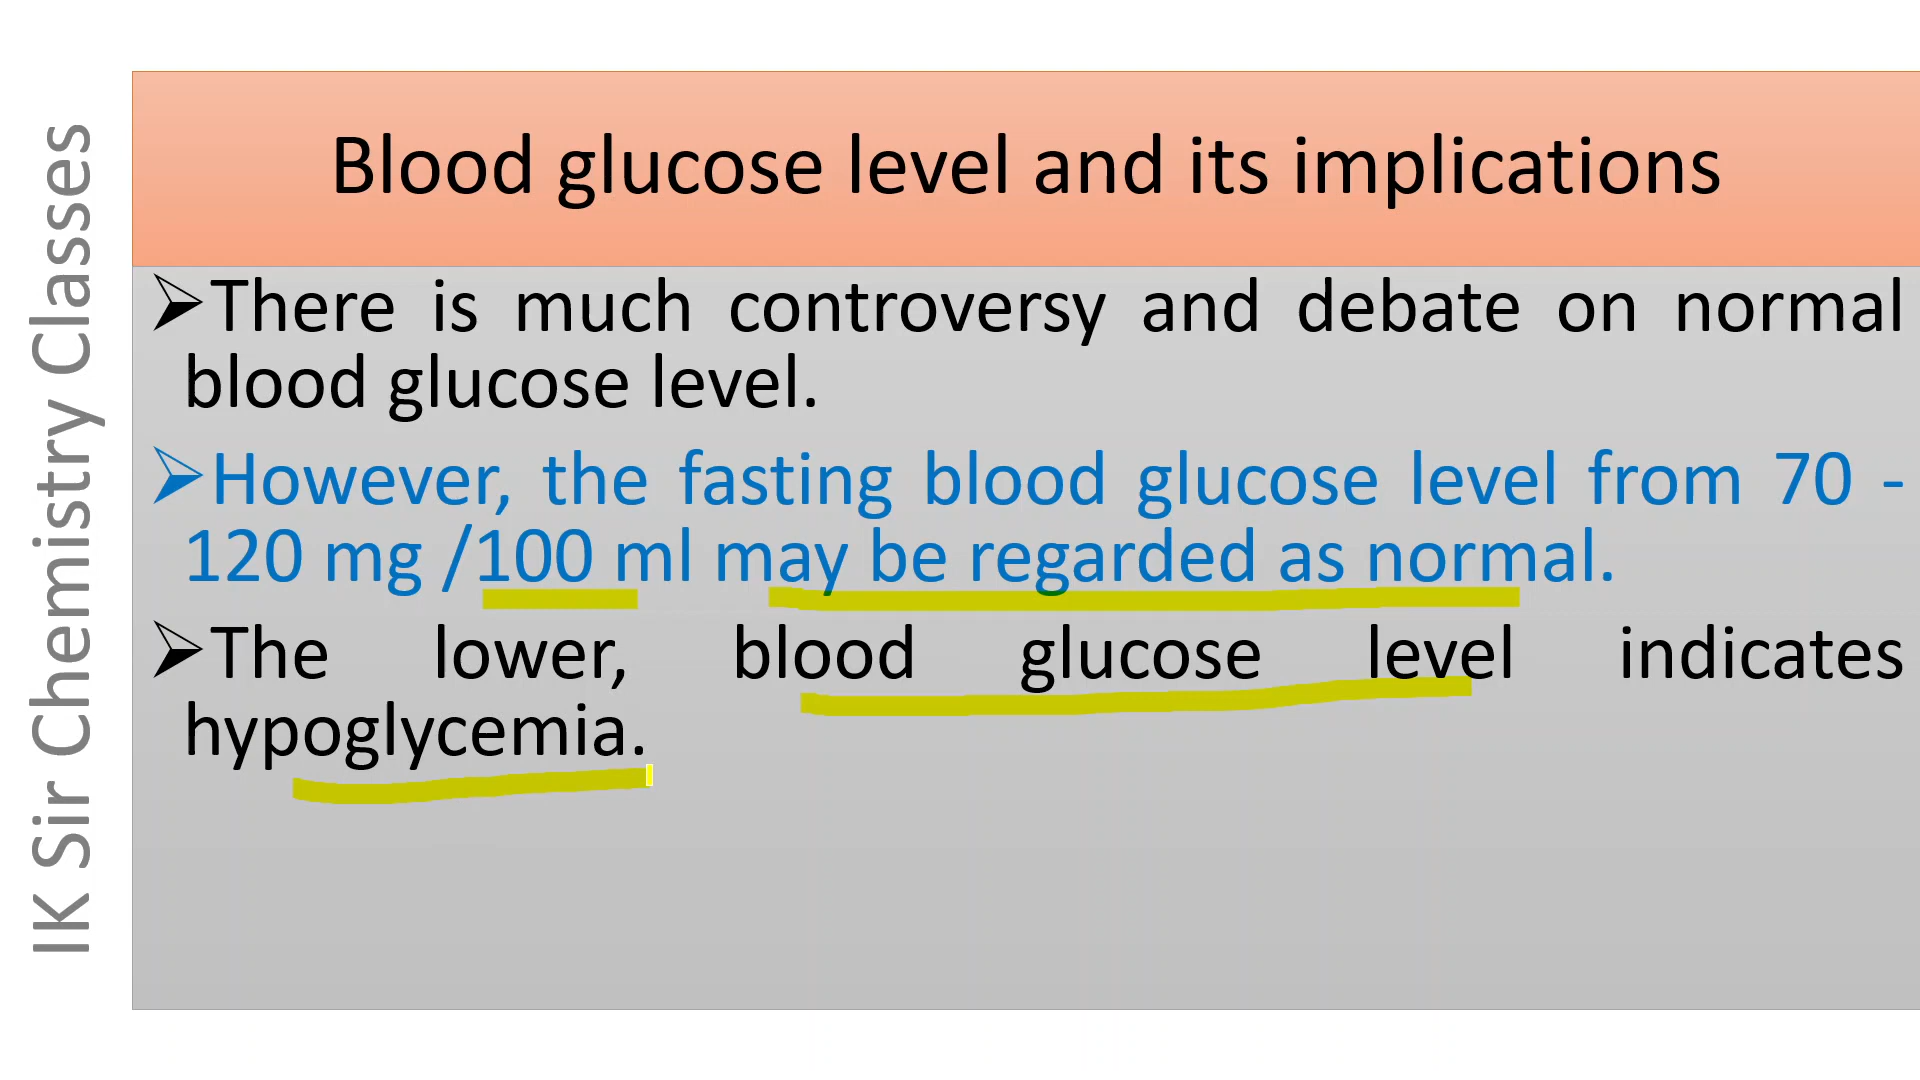 IK Sir Chemistry Classes
Blood glucose level and its implications
➢There is much controversy and debate on normal
blood glucose level.
➢However, the fasting blood glucose level from 70 -
120 mg /100 ml may be regarded as normal.
➢The lower, blood glucose level indicates
hypoglycemia.